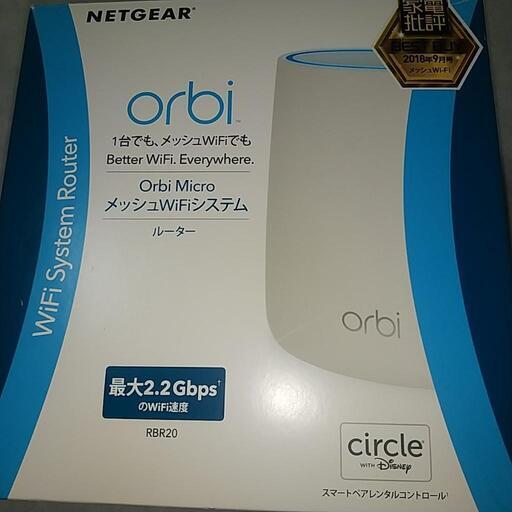 NETGEAR®
家電
批評
BEST BUY
2018年9月号
メッシュWi-Fi
orbi™
1台でも、メッシュWiFiでも
Better WiFi. Everywhere.
Orbi Micro
メッシュWiFiシステム
ルーター
WiFi System Router
orbi
最大2.2Gbps†
のWiFi速度
RBR20
circle®
WITH Disney
スマートペアレンタルコントロール¹